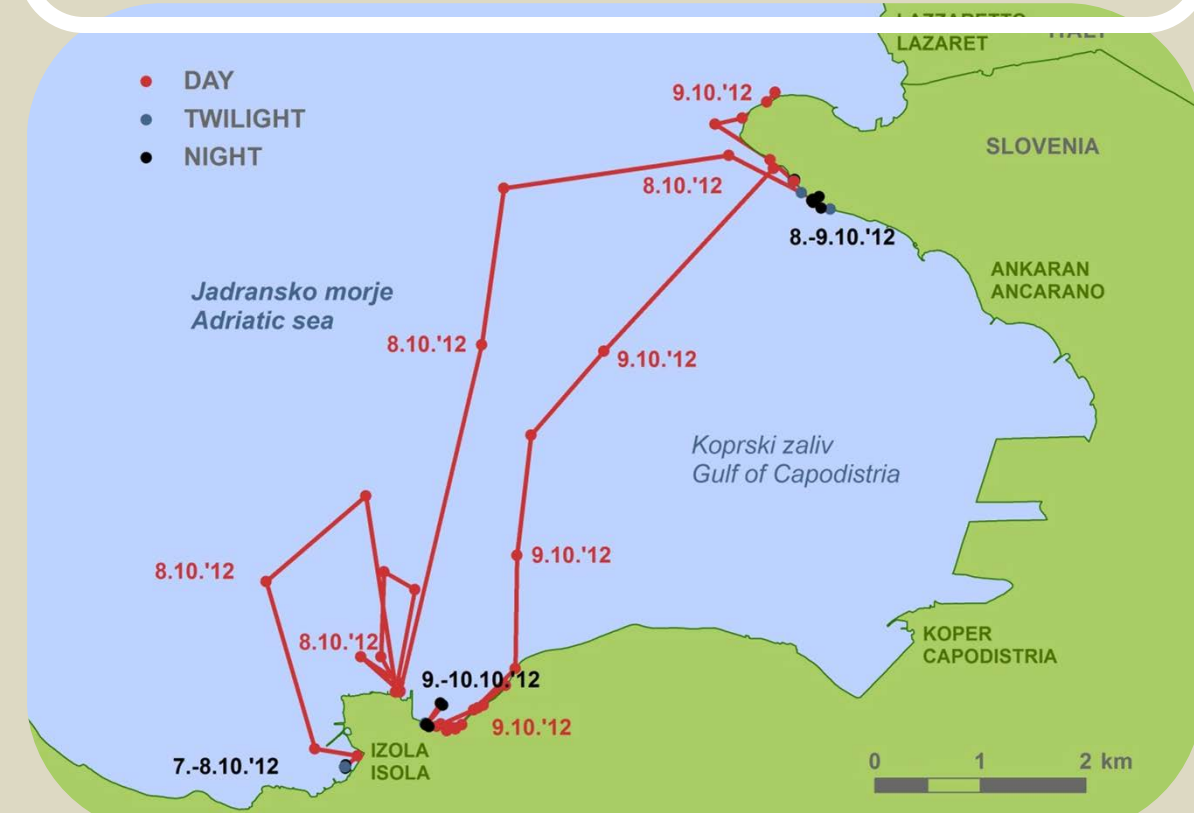 LAZZARETTO
ITALY
LAZARET
DAY
TWILIGHT
NIGHT
9.10.'12
SLOVENIA
8.10.'12
8.-9.10.'12
ANKARAN
ANCARANO
Jadransko morje
Adriatic sea
8.10.'12
9.10.'12
Koprski zaliv
Gulf of Capodistria
8.10.'12
9.10.'12
8.10.'12
KOPER
CAPODISTRIA
9.-10.10.'12
9.10.'12
7.-8.10.'12
IZOLA
ISOLA
0 1 2 km